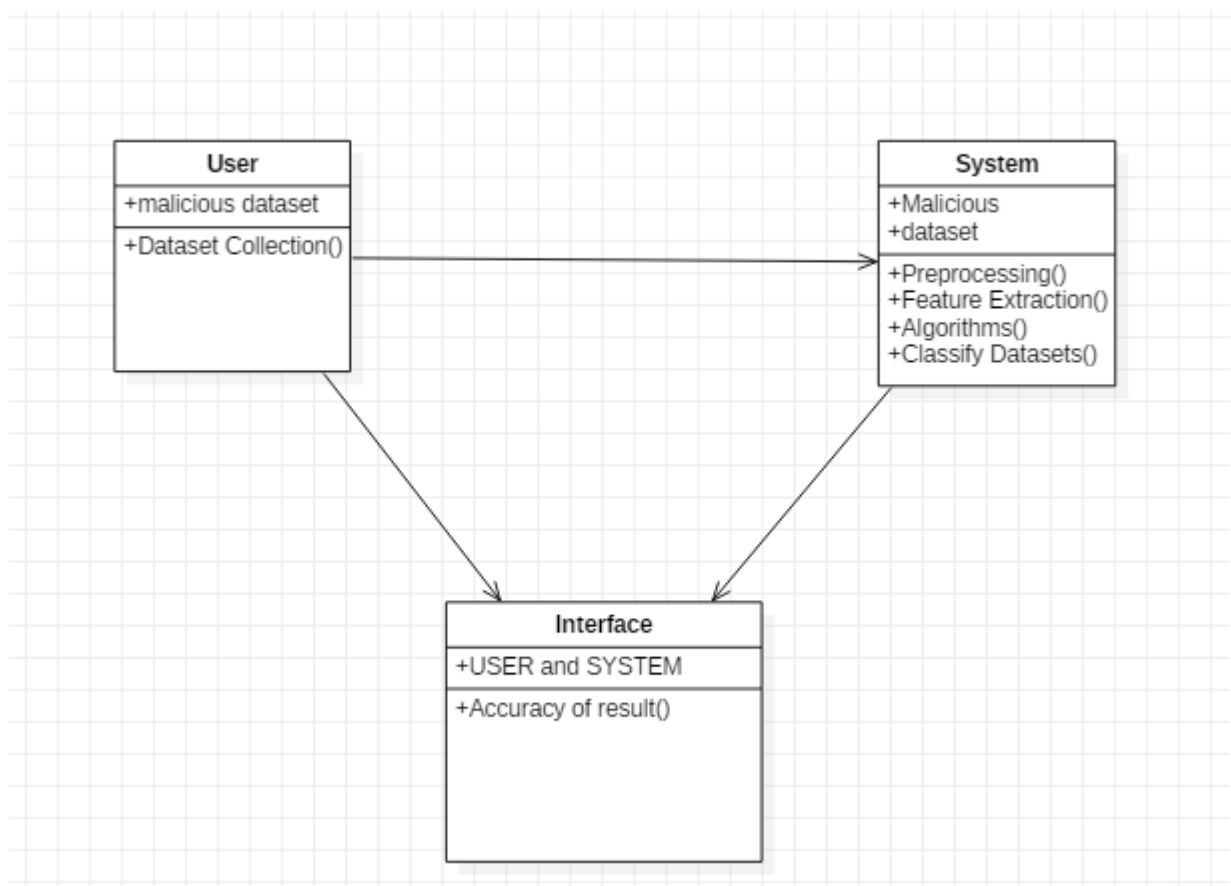 User
+malicious dataset
+Dataset Collection()
System
+Malicious
+dataset
+Preprocessing()
+Feature Extraction()
+Algorithms()
+Classify Datasets()
Interface
+USER and SYSTEM
+Accuracy of result()